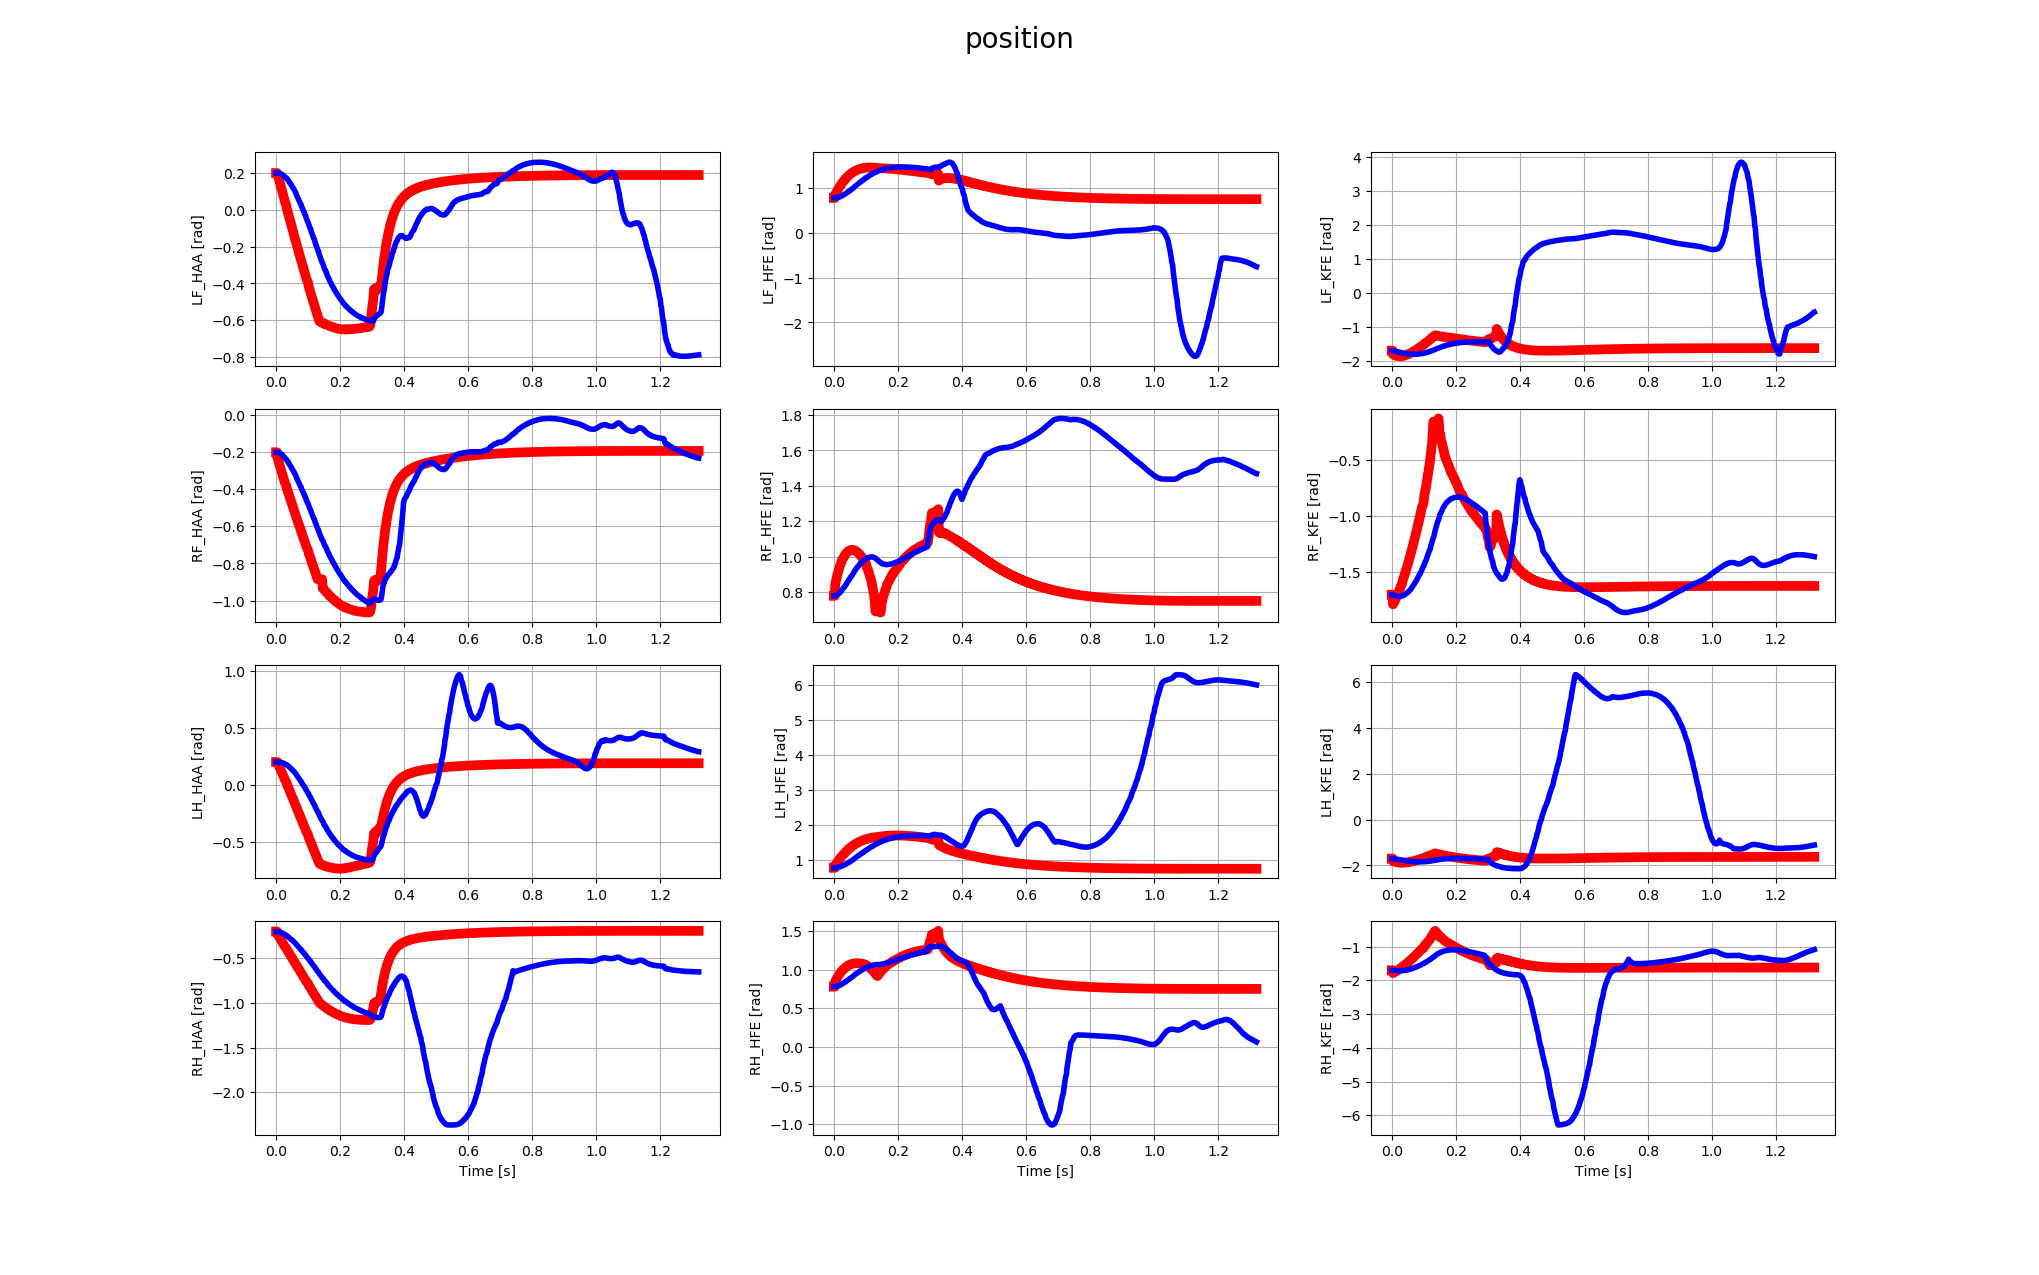 position
LF_HAA [rad]
0.2
0.0
−0.2
−0.4
−0.6
−0.8
0.0 0.2 0.4 0.6 0.8 1.0 1.2
LF_HFE [rad]
1
0
−1
−2
0.0 0.2 0.4 0.6 0.8 1.0 1.2
LF_KFE [rad]
4
3
2
1
0
−1
−2
0.0 0.2 0.4 0.6 0.8 1.0 1.2
RF_HAA [rad]
0.0
−0.2
−0.4
−0.6
−0.8
−1.0
0.0 0.2 0.4 0.6 0.8 1.0 1.2
RF_HFE [rad]
1.8
1.6
1.4
1.2
1.0
0.8
0.0 0.2 0.4 0.6 0.8 1.0 1.2
RF_KFE [rad]
−0.5
−1.0
−1.5
0.0 0.2 0.4 0.6 0.8 1.0 1.2
LH_HAA [rad]
1.0
0.5
0.0
−0.5
0.0 0.2 0.4 0.6 0.8 1.0 1.2
LH_HFE [rad]
6
5
4
3
2
1
0.0 0.2 0.4 0.6 0.8 1.0 1.2
LH_KFE [rad]
6
4
2
0
−2
0.0 0.2 0.4 0.6 0.8 1.0 1.2
RH_HAA [rad]
−0.5
−1.0
−1.5
−2.0
0.0 0.2 0.4 0.6 0.8 1.0 1.2
Time [s]
RH_HFE [rad]
1.5
1.0
0.5
0.0
−0.5
−1.0
0.0 0.2 0.4 0.6 0.8 1.0 1.2
Time [s]
RH_KFE [rad]
−1
−2
−3
−4
−5
−6
0.0 0.2 0.4 0.6 0.8 1.0 1.2
Time [s]